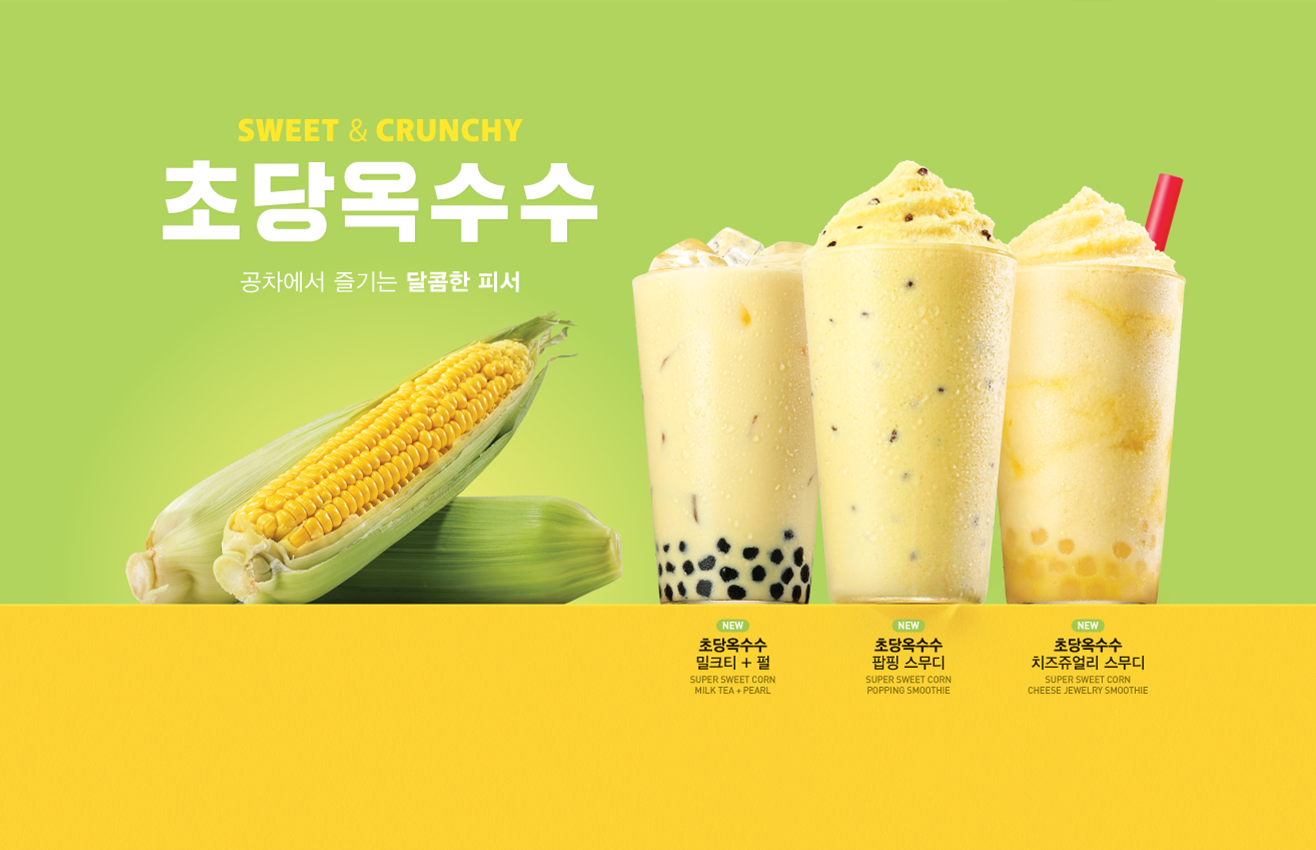 SWEET & CRUNCHY
초당옥수수
공차에서 즐기는 달콤한 피서
NEW
초당옥수수
밀크티 + 펄
SUPER SWEET CORN
MILK TEA + PEARL
NEW
초당옥수수
팝핑 스무디
SUPER SWEET CORN
POPPING SMOOTHIE
NEW
초당옥수수
치즈쥬얼리 스무디
SUPER SWEET CORN
CHEESE JEWELRY SMOOTHIE